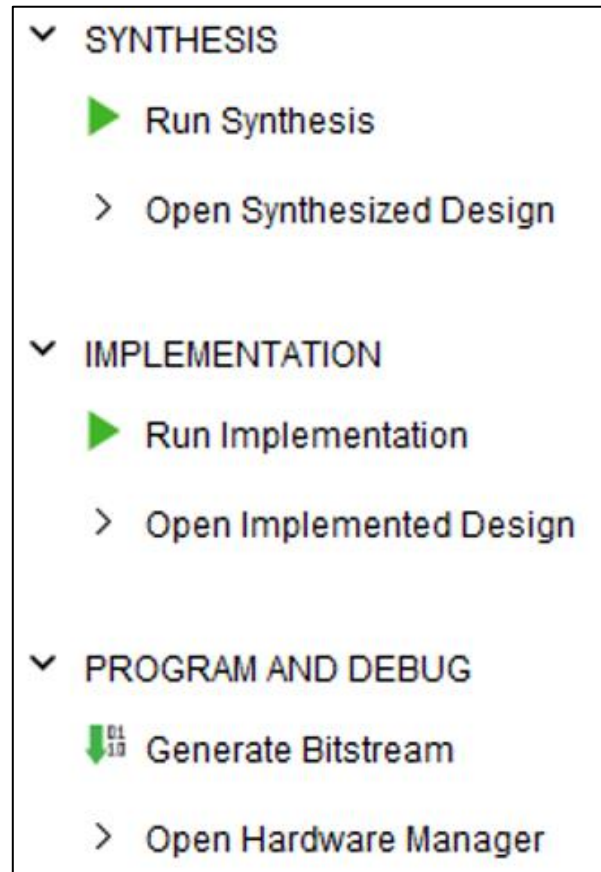 SYNTHESIS
Run Synthesis
Open Synthesized Design
IMPLEMENTATION
Run Implementation
Open Implemented Design
PROGRAM AND DEBUG
Generate Bitstream
Open Hardware Manager